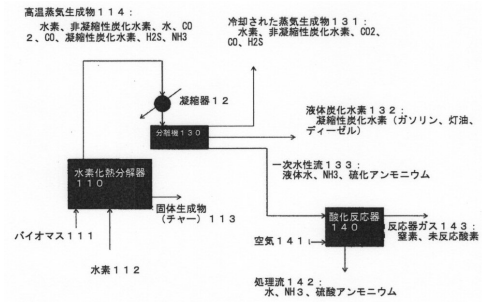 高温蒸気生成物１１４：
水素、非凝縮性炭化水素、水、CO
２、CO、凝縮性炭化水素、H2S、NH3
冷却された蒸気生成物１３１：
水素、非凝縮性炭化水素、CO2、
CO、H2S
凝縮器１２
分離機１３０
液体炭化水素１３２：
凝縮性炭化水素（ガソリン、灯油、
ディーゼル）
水素化熱分解器
１１０
一次水性流１３３：
液体水、NH3、硫化アンモニウム
固体生成物
（チャー）１１３
酸化反応器
１４０
反応器ガス１４３：
窒素、未反応酸素
バイオマス１１１
空気１４１
水素１１２
処理流１４２：
水、NH３、硫酸アンモニウム